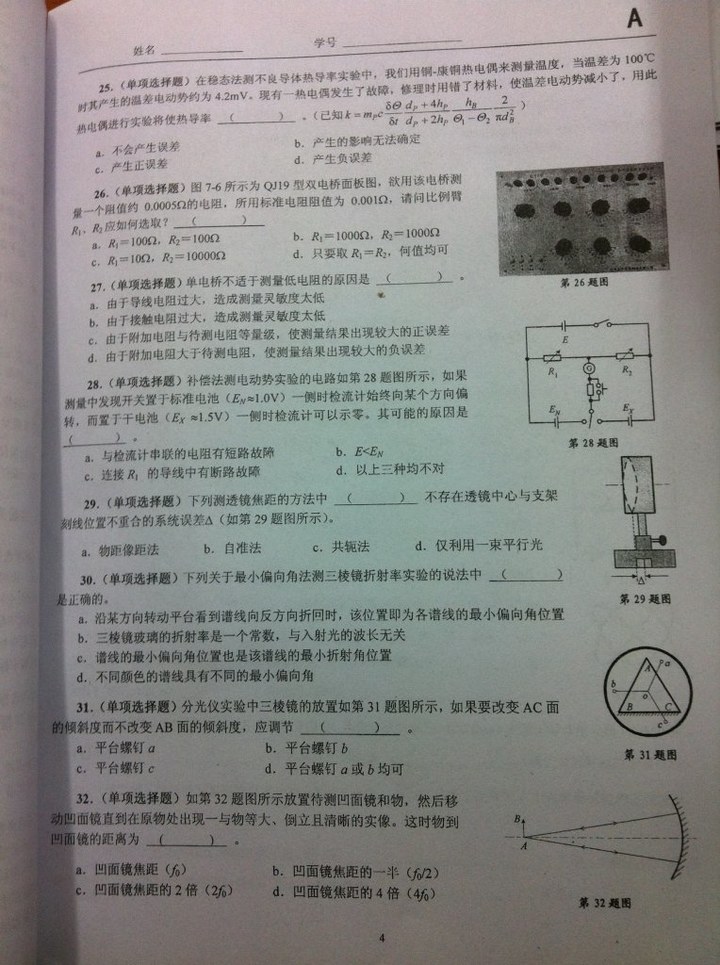 A
姓名 学号
25.（单项选择题）在稳态法测不良导体热导率实验中，我们用铜-康铜热电偶来测量温度，当温差为 100℃
时其产生的温差电动势约为 4.2mV。现有一热电偶发生了故障，修理时用错了材料，使温差电动势减小了，用此
热电偶进行实验将使热导率 （ ） 。（已知 k = m_P c δΘ/δt (d_P+4h_P)/(d_P+2h_P) h_B/(Θ₁−Θ₂) 2/(πd_B²) ）
a. 不会产生误差 b. 产生的影响无法确定
c. 产生正误差 d. 产生负误差
26.（单项选择题）图 7-6 所示为 QJ19 型双电桥面板图，欲用该电桥测
量一个阻值约 0.0005Ω的电阻，所用标准电阻阻值为 0.001Ω，请问比例臂
R₁、R₂应如何选取？ （ ）
a. R₁＝100Ω，R₂＝100Ω b. R₁＝1000Ω，R₂＝1000Ω
c. R₁＝10Ω，R₂＝10000Ω d. 只要取 R₁＝R₂，何值均可
第 26 题图
27.（单项选择题）单电桥不适于测量低电阻的原因是 （ ） 。
a. 由于导线电阻过大，造成测量灵敏度太低
b. 由于接触电阻过大，造成测量灵敏度太低
c. 由于附加电阻与待测电阻等量级，使测量结果出现较大的正误差
d. 由于附加电阻大于待测电阻，使测量结果出现较大的负误差
28.（单项选择题）补偿法测电动势实验的电路如第 28 题图所示，如果
测量中发现开关置于标准电池（E_N≈1.0V）一侧时检流计始终向某个方向偏
转，而置于干电池（E_X ≈1.5V）一侧时检流计可以示零。其可能的原因是
（ ） 。
a. 与检流计串联的电阻有短路故障 b. E<E_N
c. 连接 R₁ 的导线中有断路故障 d. 以上三种均不对
E
R₁ R₂
E_N E_X
第 28 题图
29.（单项选择题）下列测透镜焦距的方法中 （ ） 不存在透镜中心与支架
刻线位置不重合的系统误差Δ（如第 29 题图所示）。
a. 物距像距法 b. 自准法 c. 共轭法 d. 仅利用一束平行光
Δ
第 29 题图
30.（单项选择题）下列关于最小偏向角法测三棱镜折射率实验的说法中 （ ）
是正确的。
a. 沿某方向转动平台看到谱线向反方向折回时，该位置即为各谱线的最小偏向角位置
b. 三棱镜玻璃的折射率是一个常数，与入射光的波长无关
c. 谱线的最小偏向角位置也是该谱线的最小折射角位置
d. 不同颜色的谱线具有不同的最小偏向角
31.（单项选择题）分光仪实验中三棱镜的放置如第 31 题图所示，如果要改变 AC 面
的倾斜度而不改变 AB 面的倾斜度，应调节 （ ） 。
a. 平台螺钉 a b. 平台螺钉 b
c. 平台螺钉 c d. 平台螺钉 a 或 b 均可
A a
b o
B C
c
第 31 题图
32.（单项选择题）如第 32 题图所示放置待测凹面镜和物，然后移
动凹面镜直到在原物处出现一与物等大、倒立且清晰的实像。这时物到
凹面镜的距离为 （ ） 。
a. 凹面镜焦距（f₀） b. 凹面镜焦距的一半（f₀/2）
c. 凹面镜焦距的 2 倍（2f₀） d. 凹面镜焦距的 4 倍（4f₀）
B
A
第 32 题图
4